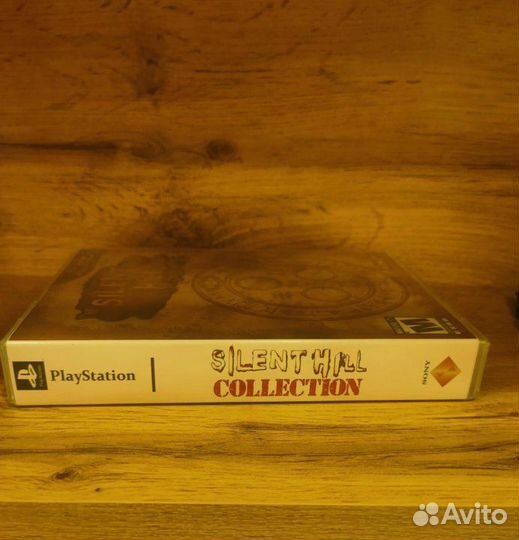 PlayStation
SILENT HILL
COLLECTION
SONY
M
Avito